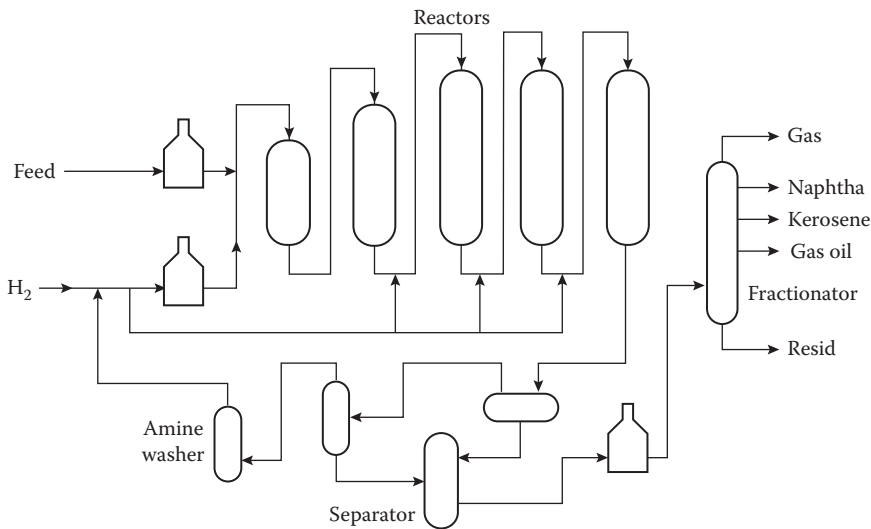 Reactors
Feed
H₂
Gas
Naphtha
Kerosene
Gas oil
Fractionator
Resid
Amine
washer
Separator